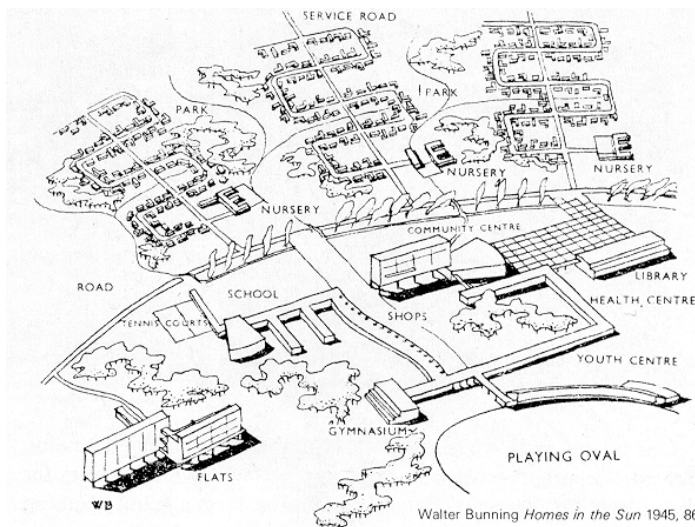 SERVICE ROAD
PARK
PARK
NURSERY
NURSERY
NURSERY
COMMUNITY CENTRE
ROAD
SCHOOL
LIBRARY
HEALTH CENTRE
TENNIS COURTS
SHOPS
YOUTH CENTRE
GYMNASIUM
PLAYING OVAL
FLATS
WB
Walter Bunning Homes in the Sun 1945, 86